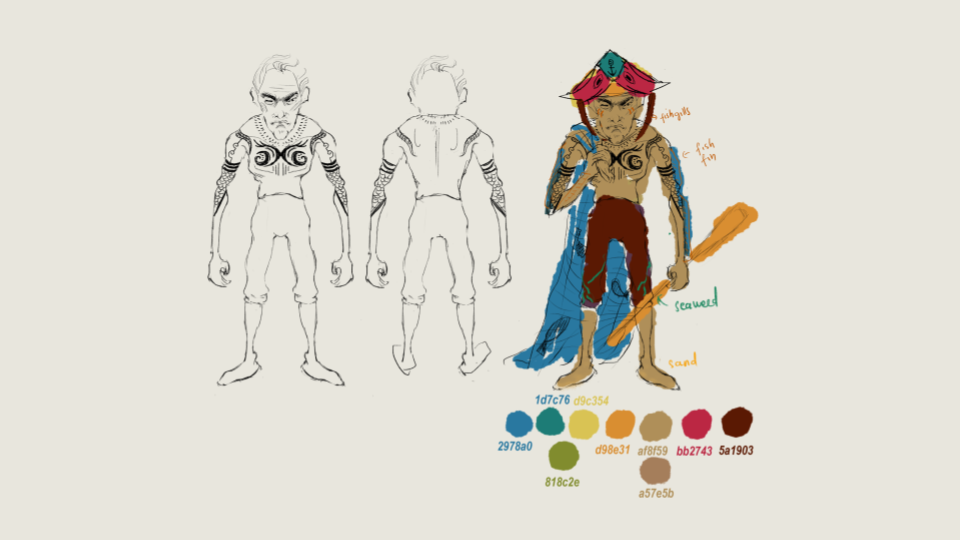 fishgills
fish
fin
seaweed
sand
1d7c76 d9c354
2978a0 d98e31 af8f59 bb2743 5a1903
818c2e
a57e5b